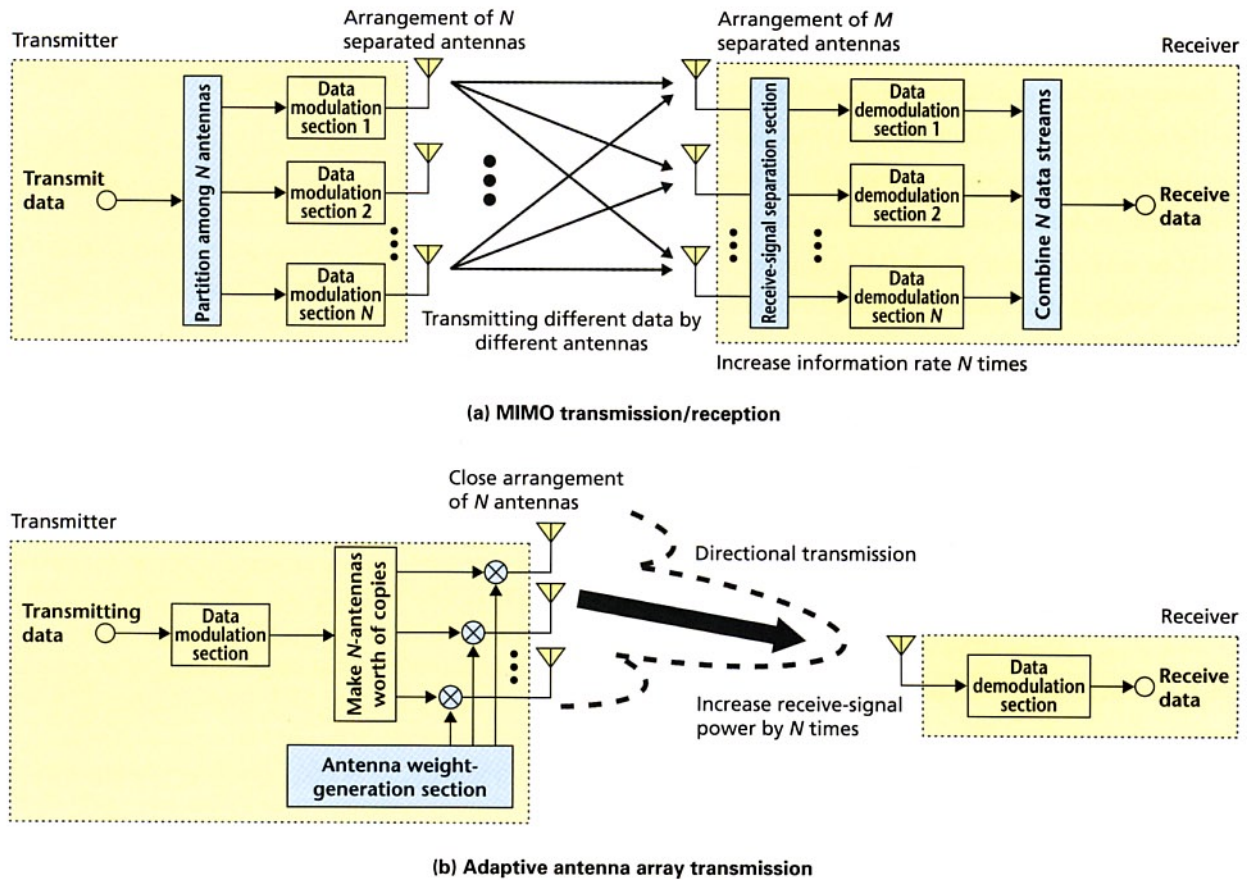 Transmitter
Arrangement of N
separated antennas
Arrangement of M
separated antennas
Receiver
Transmit
data
Partition among N antennas
Data
modulation
section 1
Data
modulation
section 2
Data
modulation
section N
Transmitting different data by
different antennas
Receive-signal separation section
Data
demodulation
section 1
Data
demodulation
section 2
Data
demodulation
section N
Combine N data streams
Receive
data
Increase information rate N times
(a) MIMO transmission/reception
Close arrangement
of N antennas
Transmitter
Transmitting
data
Data
modulation
section
Make N-antennas
worth of copies
Antenna weight-
generation section
Directional transmission
Increase receive-signal
power by N times
Receiver
Data
demodulation
section
Receive
data
(b) Adaptive antenna array transmission